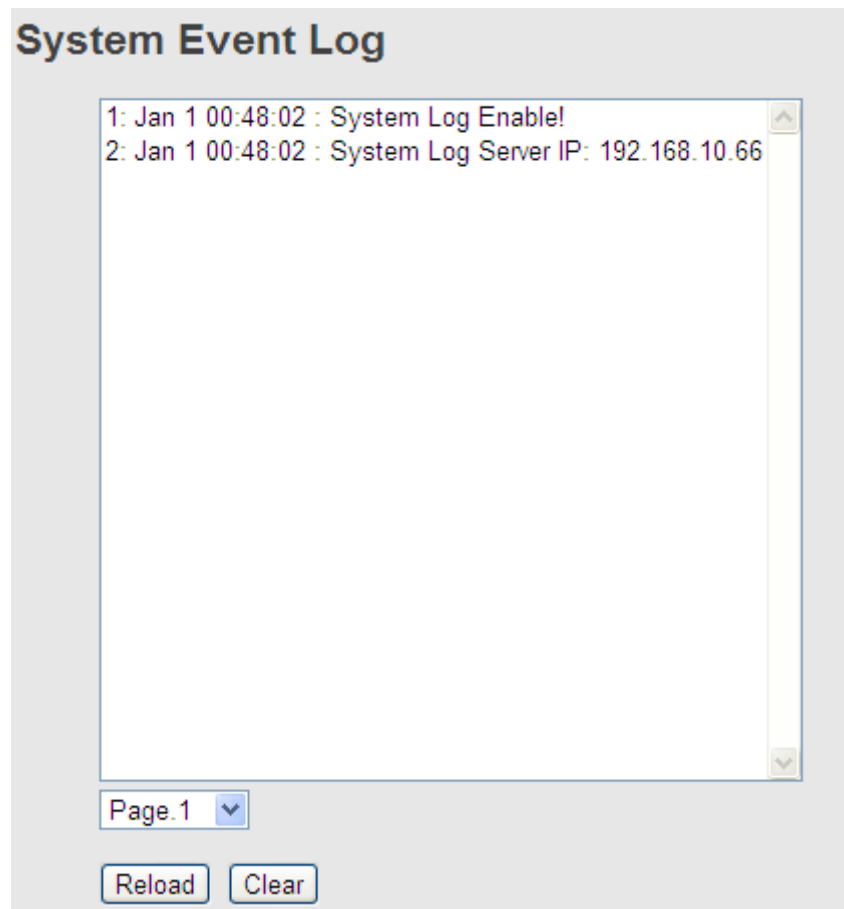 System Event Log
1: Jan 1 00:48:02 : System Log Enable!
2: Jan 1 00:48:02 : System Log Server IP: 192.168.10.66
Page.1
Reload Clear